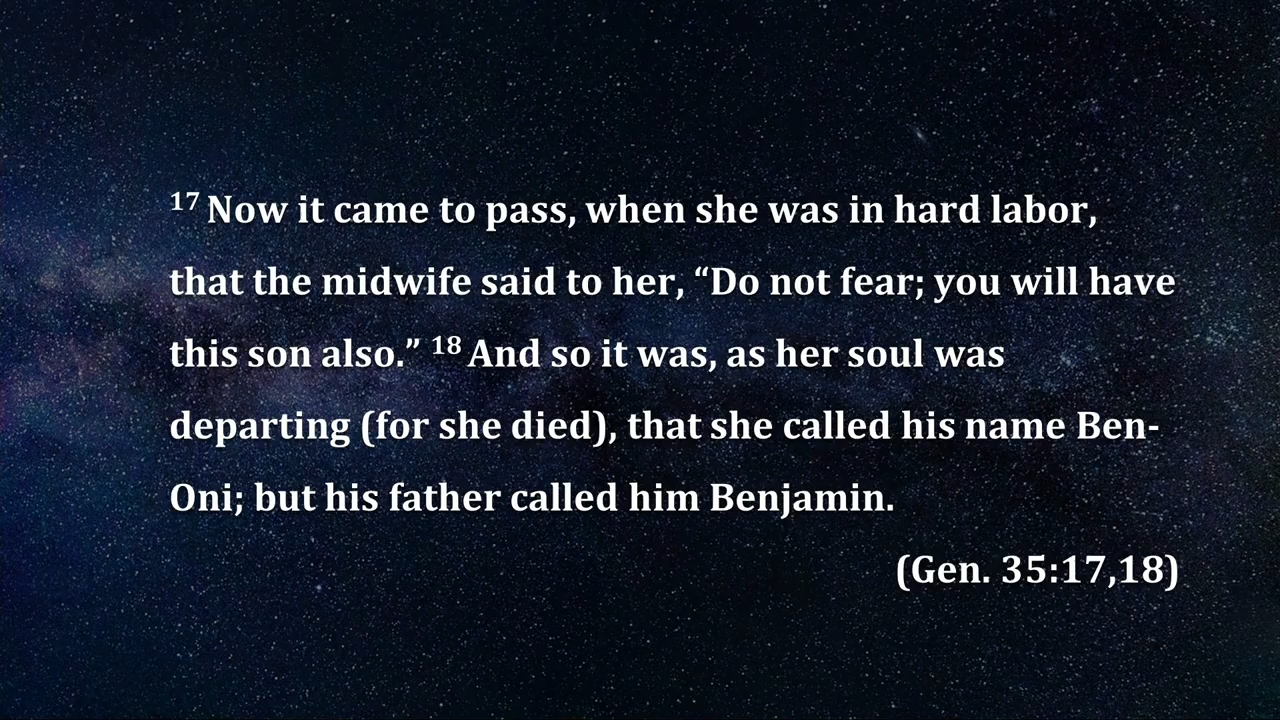 17 Now it came to pass, when she was in hard labor,
that the midwife said to her, “Do not fear; you will have
this son also.” 18 And so it was, as her soul was
departing (for she died), that she called his name Ben-
Oni; but his father called him Benjamin.
(Gen. 35:17,18)